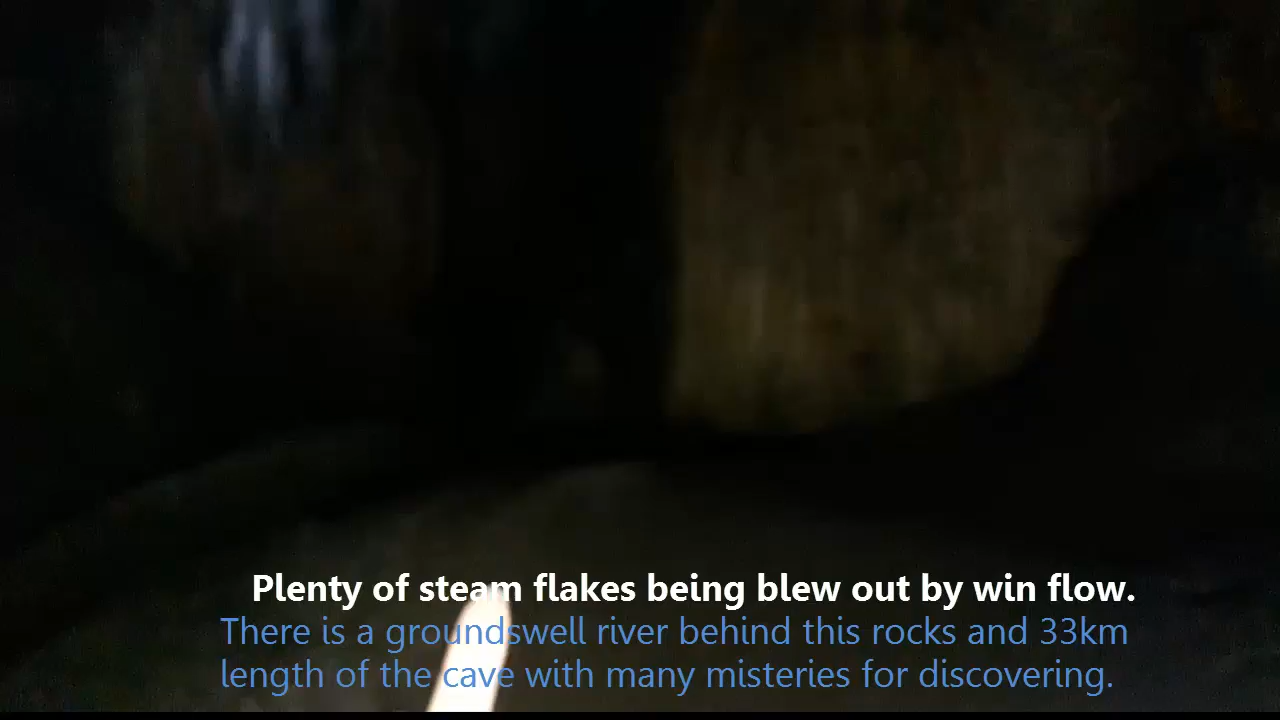 Plenty of steam flakes being blew out by win flow.
There is a groundswell river behind this rocks and 33km
length of the cave with many misteries for discovering.